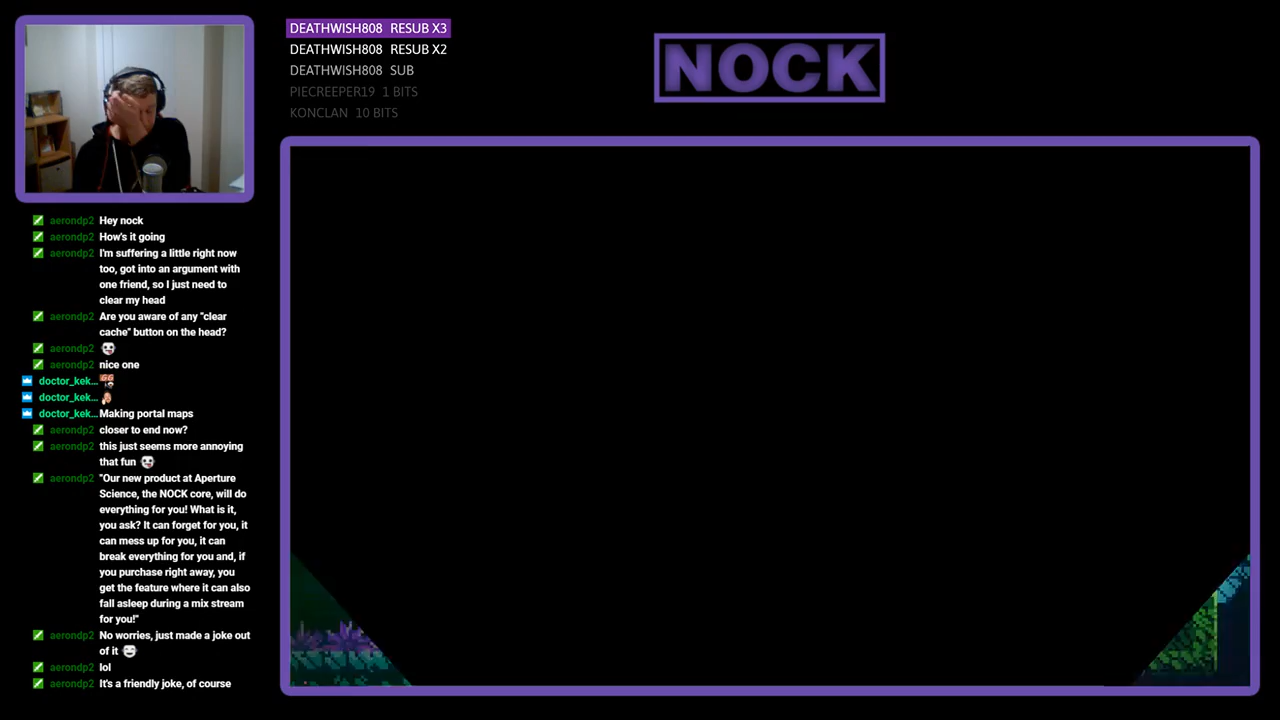 DEATHWISH808 RESUB X3
DEATHWISH808 RESUB X2
DEATHWISH808 SUB
PIECREEPER19 1 BITS
KONCLAN 10 BITS
NOCK
aerondp2 Hey nock
aerondp2 How's it going
aerondp2 I'm suffering a little right now
too, got into an argument with
one friend, so I just need to
clear my head
aerondp2 Are you aware of any "clear
cache" button on the head?
aerondp2
aerondp2 nice one
doctor_kek...
doctor_kek...
doctor_kek... Making portal maps
aerondp2 closer to end now?
aerondp2 this just seems more annoying
that fun
aerondp2 "Our new product at Aperture
Science, the NOCK core, will do
everything for you! What is it,
you ask? It can forget for you, it
can mess up for you, it can
break everything for you and, if
you purchase right away, you
get the feature where it can also
fall asleep during a mix stream
for you!"
aerondp2 No worries, just made a joke out
of it
aerondp2 lol
aerondp2 It's a friendly joke, of course